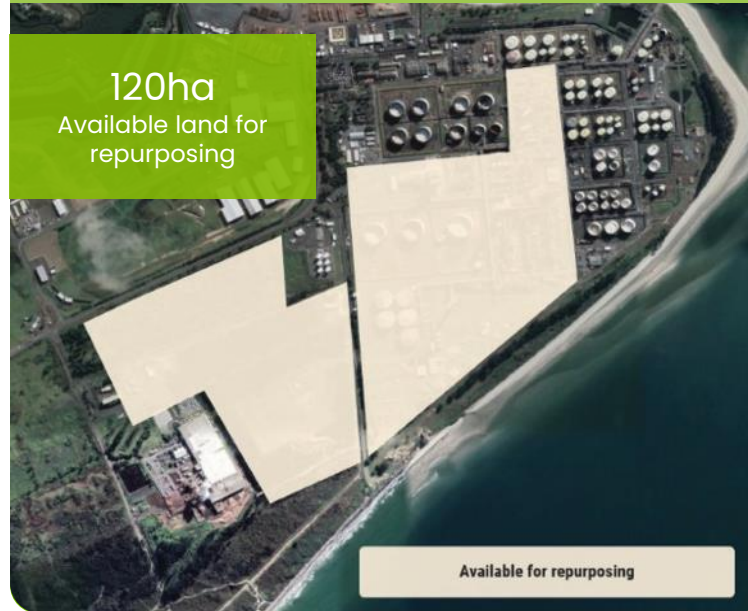 120ha
Available land for
repurposing
Available for repurposing